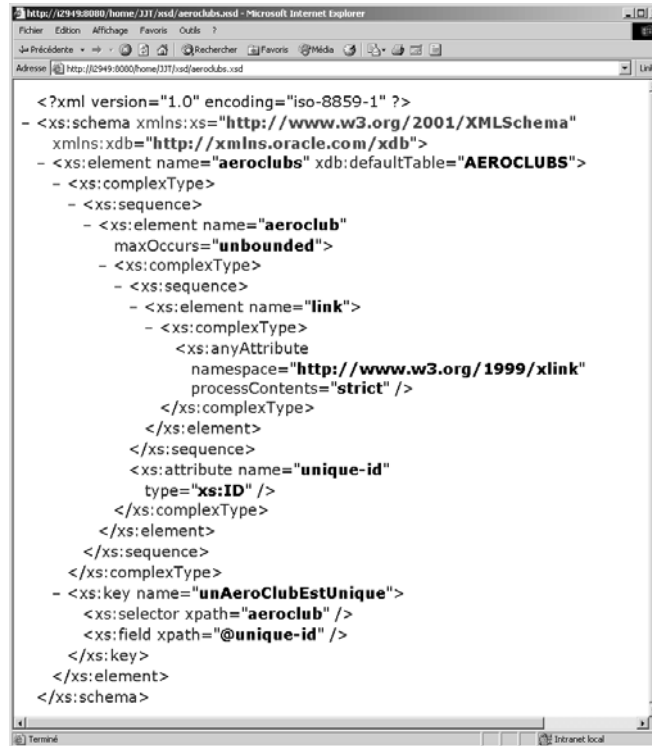 http://i2949:8080/home/JJT/xsd/aeroclubs.xsd - Microsoft Internet Explorer
Fichier Edition Affichage Favoris Outils ?
Précédente Rechercher Favoris Média
Adresse http://i2949:8080/home/JJT/xsd/aeroclubs.xsd
<?xml version="1.0" encoding="iso-8859-1" ?>
- <xs:schema xmlns:xs="http://www.w3.org/2001/XMLSchema"
xmlns:xdb="http://xmlns.oracle.com/xdb">
- <xs:element name="aeroclubs" xdb:defaultTable="AEROCLUBS">
- <xs:complexType>
- <xs:sequence>
- <xs:element name="aeroclub"
maxOccurs="unbounded">
- <xs:complexType>
- <xs:sequence>
- <xs:element name="link">
- <xs:complexType>
<xs:anyAttribute
namespace="http://www.w3.org/1999/xlink"
processContents="strict" />
</xs:complexType>
</xs:element>
</xs:sequence>
<xs:attribute name="unique-id"
type="xs:ID" />
</xs:complexType>
</xs:element>
</xs:sequence>
</xs:complexType>
- <xs:key name="unAeroClubEstUnique">
<xs:selector xpath="aeroclub" />
<xs:field xpath="@unique-id" />
</xs:key>
</xs:element>
</xs:schema>
Terminé Intranet local